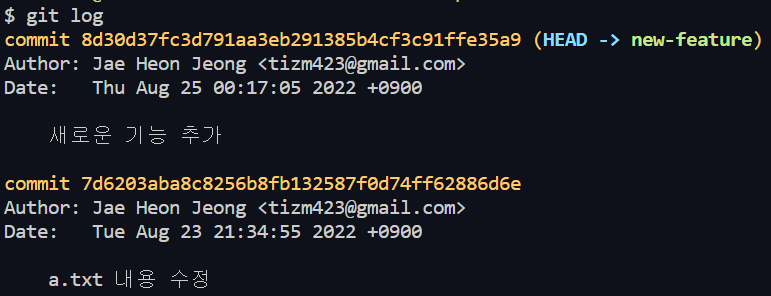 $ git log
commit 8d30d37fc3d791aa3eb291385b4cf3c91ffe35a9 (HEAD -> new-feature)
Author: Jae Heon Jeong <tizm423@gmail.com>
Date:   Thu Aug 25 00:17:05 2022 +0900
새로운 기능 추가
commit 7d6203aba8c8256b8fb132587f0d74ff62886d6e
Author: Jae Heon Jeong <tizm423@gmail.com>
Date:   Tue Aug 23 21:34:55 2022 +0900
a.txt 내용 수정